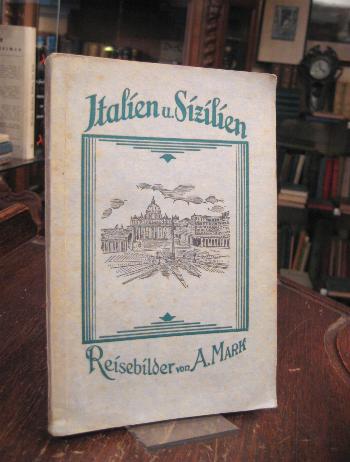 Italien u. Sizilien
Reisebilder von A. MARK